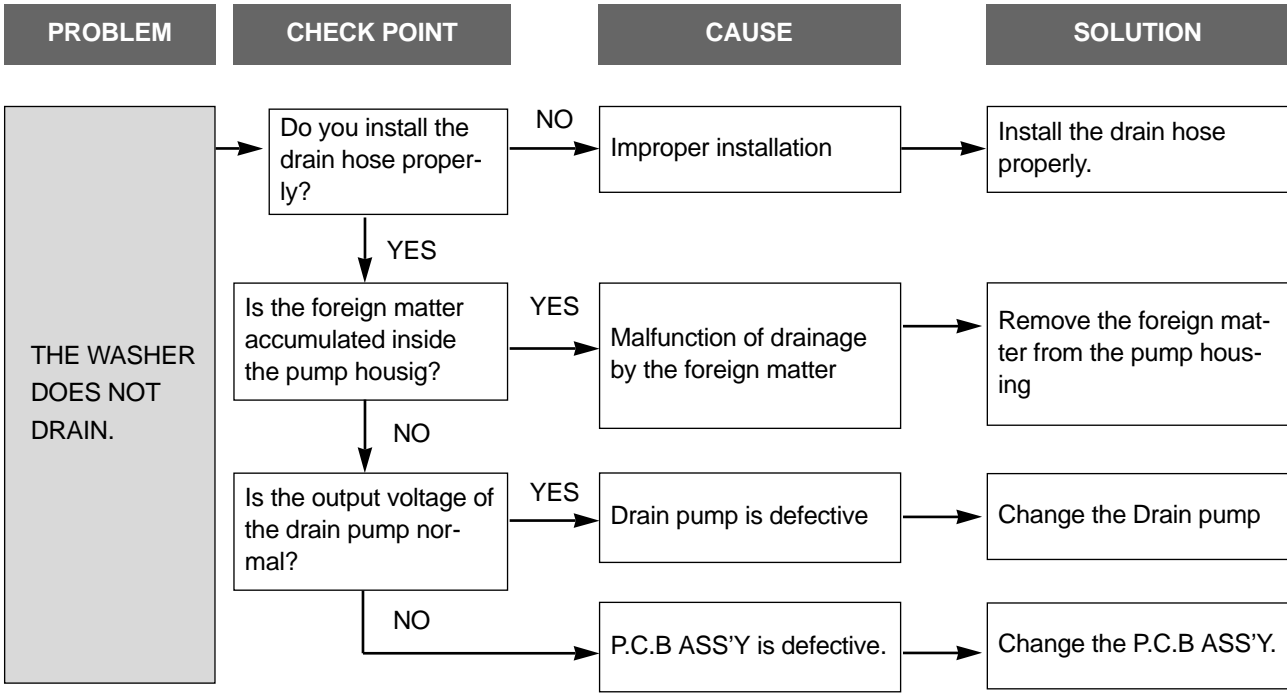 PROBLEM
CHECK POINT
CAUSE
SOLUTION
THE WASHER
DOES NOT
DRAIN.
Do you install the
drain hose proper-
ly?
NO
Improper installation
Install the drain hose
properly.
YES
Is the foreign matter
accumulated inside
the pump housig?
YES
Malfunction of drainage
by the foreign matter
Remove the foreign mat-
ter from the pump hous-
ing
NO
Is the output voltage of
the drain pump nor-
mal?
YES
Drain pump is defective
Change the Drain pump
NO
P.C.B ASS'Y is defective.
Change the P.C.B ASS'Y.